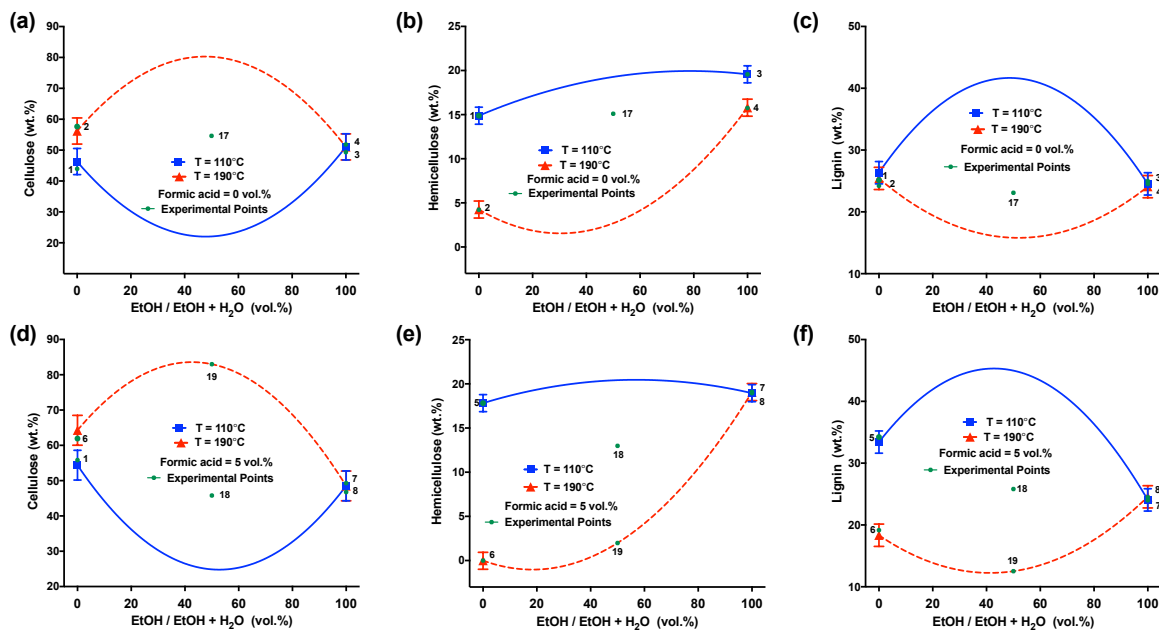 (a)
Cellulose (wt.%)
90
80
70
60
50
40
30
20
2
1
17
4
3
T = 110°C
T = 190°C
Formic acid = 0 vol.%
Experimental Points
0 20 40 60 80 100
EtOH / EtOH + H₂O (vol.%)
(b)
Hemicellulose (wt.%)
25
20
15
10
5
0
1
2
17
3
4
T = 110°C
T = 190°C
Formic acid = 0 vol.%
Experimental Points
0 20 40 60 80 100
EtOH / EtOH + H₂O (vol.%)
(c)
Lignin (wt.%)
50
40
30
20
10
1
2
17
3
4
T = 110°C
T = 190°C
Formic acid = 0 vol.%
Experimental Points
0 20 40 60 80 100
EtOH / EtOH + H₂O (vol.%)
(d)
Cellulose (wt.%)
90
80
70
60
50
40
30
20
6
1
19
18
7
8
T = 110°C
T = 190°C
Formic acid = 5 vol.%
Experimental Points
0 20 40 60 80 100
EtOH / EtOH + H₂O (vol.%)
(e)
Hemicellulose (wt.%)
25
20
15
10
5
0
5
6
18
19
7
8
T = 110°C
T = 190°C
Formic acid = 5 vol.%
Experimental Points
0 20 40 60 80 100
EtOH / EtOH + H₂O (vol.%)
(f)
Lignin (wt.%)
50
40
30
20
10
5
6
18
19
8
7
T = 110°C
T = 190°C
Formic acid = 5 vol.%
Experimental Points
0 20 40 60 80 100
EtOH / EtOH + H₂O (vol.%)